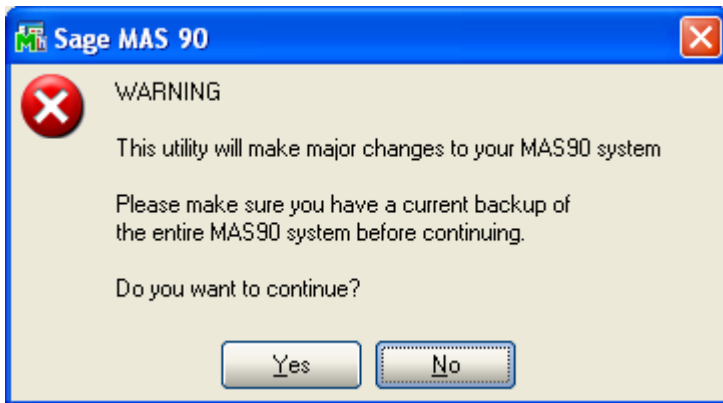 Sage MAS 90
WARNING
This utility will make major changes to your MAS90 system
Please make sure you have a current backup of
the entire MAS90 system before continuing.
Do you want to continue?
Yes
No